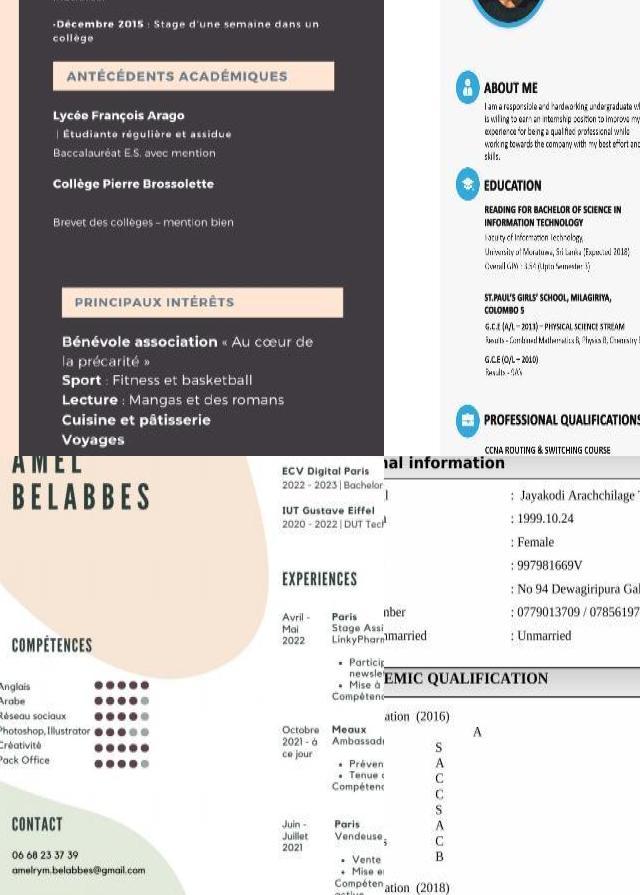 ·Décembre 2015 : Stage d'une semaine dans un
collège
ANTÉCÉDENTS ACADÉMIQUES
Lycée François Arago
| Étudiante régulière et assidue
Baccalauréat E.S. avec mention
Collège Pierre Brossolette
Brevet des collèges – mention bien
PRINCIPAUX INTÉRÊTS
Bénévole association « Au cœur de
la précarité »
Sport : Fitness et basketball
Lecture : Mangas et des romans
Cuisine et pâtisserie
Voyages
ABOUT ME
I am a responsible and hardworking undergraduate
is willing to earn an internship position to improve my
experience for being a qualified professional while
working towards the company with my best effort and
skills.
EDUCATION
READING FOR BACHELOR OF SCIENCE IN
INFORMATION TECHNOLOGY
Faculty of Information Technology,
University of Moratuwa, Sri Lanka (Expected 2018)
Overall GPA : 3.54 (Upto Semester 3)
ST.PAUL'S GIRLS' SCHOOL, MILAGIRIYA,
COLOMBO 5
G.C.E (A/L – 2013) – PHYSICAL SCIENCE STREAM
Results - Combined Mathematics B, Physics B, Chemistry
G.C.E (O/L – 2010)
Results - 9A's
PROFESSIONAL QUALIFICATIONS
CCNA ROUTING & SWITCHING COURSE
AMEL
BELABBES
COMPÉTENCES
Anglais
Arabe
Réseau sociaux
Photoshop,Illustrator
Créativité
Pack Office
CONTACT
06 68 23 37 39
amelrym.belabbes@gmail.com
ECV Digital Paris
2022 - 2023 | Bachelor
IUT Gustave Eiffel
2020 - 2022 | DUT Tech
EXPERIENCES
Avril - Paris
Mai Stage Assi
2022 LinkyPharm
• Particip
newsle
• Mise à
Compétenc
Octobre Meaux
2021 - à Ambassad
ce jour
• Préven
• Tenue d
Compétenc
Juin - Paris
Juillet Vendeuse,
2021
• Vente
• Mise e
Compéten
nal information
: Jayakodi Arachchilage
: 1999.10.24
: Female
: 997981669V
: No 94 Dewagiripura Gal
nber : 0779013709 / 07856197
nmarried : Unmarried
EMIC QUALIFICATION
ation (2016)
A
S
A
C
C
S
A
C
B
ation (2018)